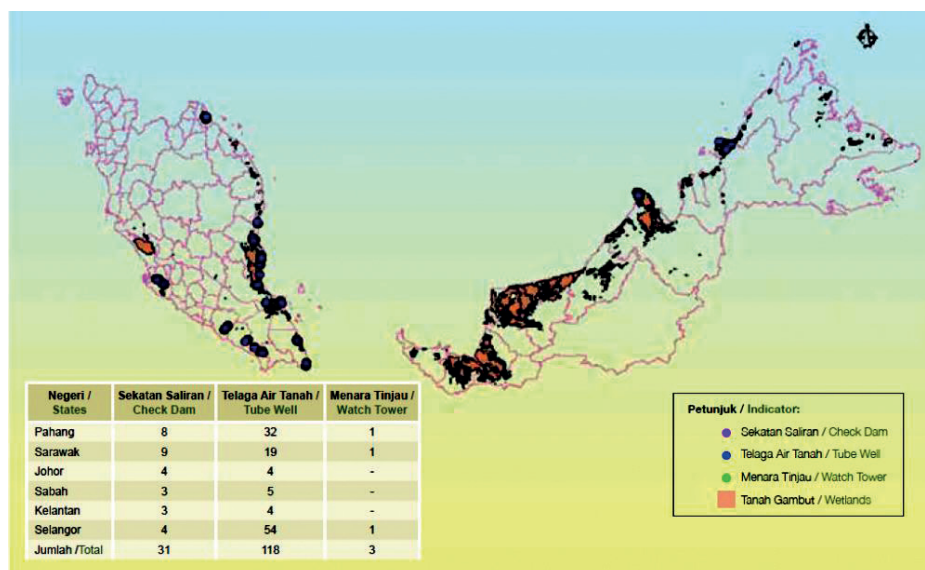 Negeri / Sekatan Saliran / Telaga Air Tanah / Menara Tinjau /
States Check Dam Tube Well Watch Tower
Pahang 8 32 1
Sarawak 9 19 1
Johor 4 4 -
Sabah 3 5 -
Kelantan 3 4 -
Selangor 4 54 1
Jumlah /Total 31 118 3
Petunjuk / Indicator:
Sekatan Saliran / Check Dam
Telaga Air Tanah / Tube Well
Menara Tinjau / Watch Tower
Tanah Gambut / Wetlands